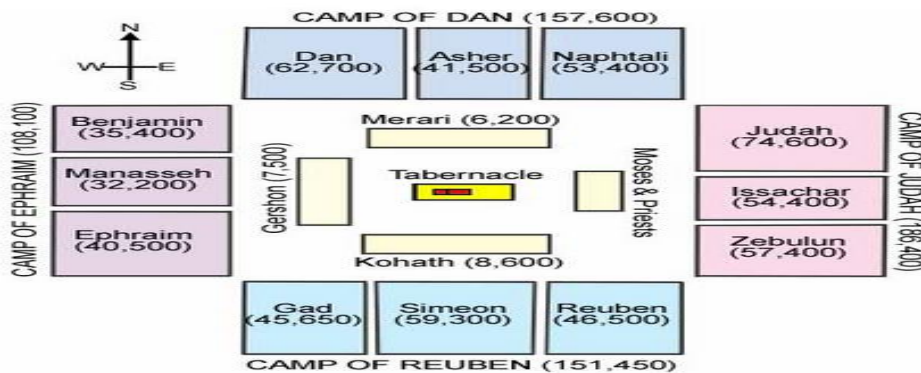 CAMP OF DAN (157,600)
N
W
E
S
Dan
(62,700)
Asher
(41,500)
Naphtali
(53,400)
CAMP OF EPHRAIM (108,100)
Benjamin
(35,400)
Manasseh
(32,200)
Ephraim
(40,500)
Merari (6,200)
Gershon (7,500)
Tabernacle
Moses & Priests
Kohath (8,600)
Judah
(74,600)
Issachar
(54,400)
Zebulun
(57,400)
CAMP OF JUDAH (186,400)
Gad
(45,650)
Simeon
(59,300)
Reuben
(46,500)
CAMP OF REUBEN (151,450)